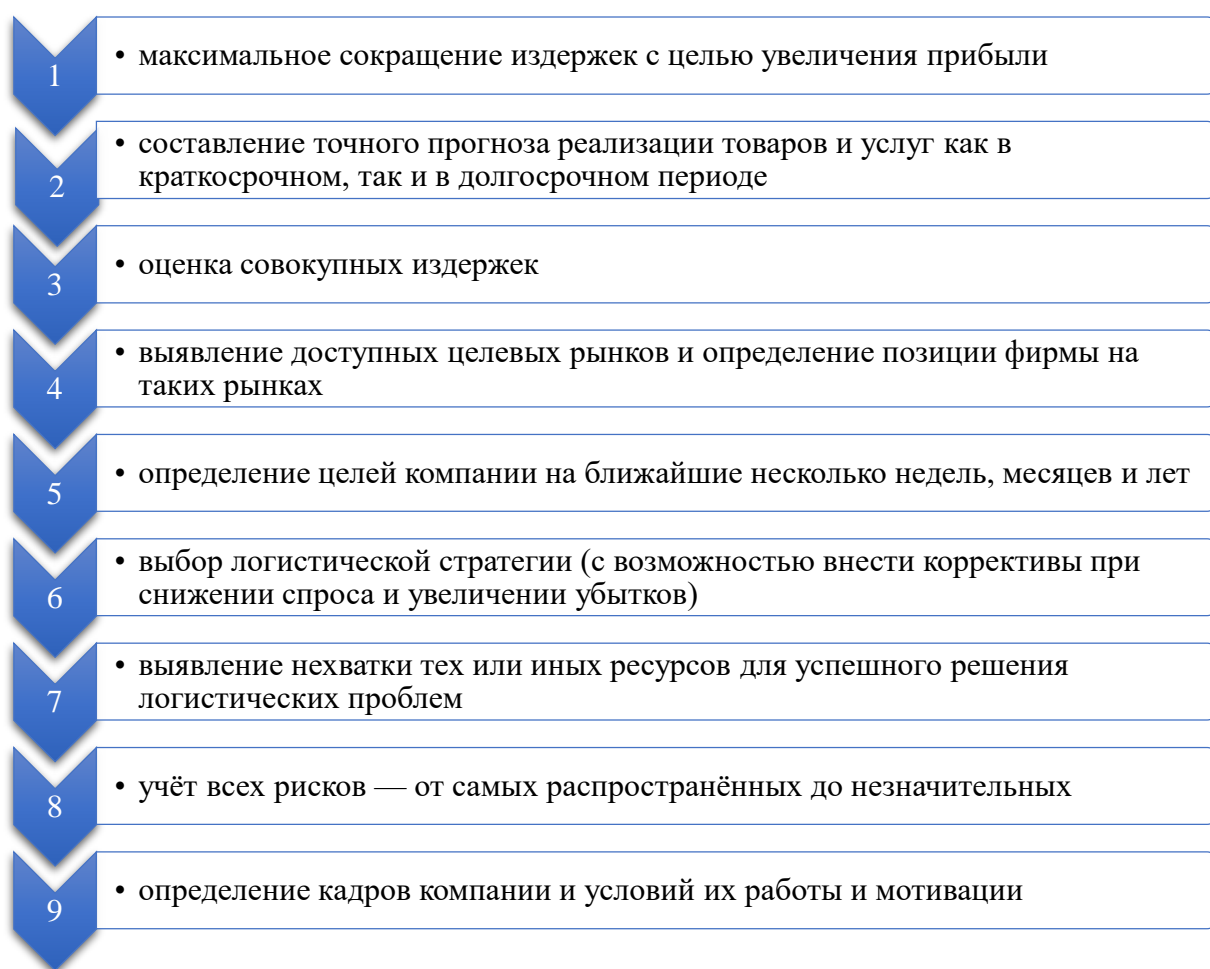 1
• максимальное сокращение издержек с целью увеличения прибыли
2
• составление точного прогноза реализации товаров и услуг как в
краткосрочном, так и в долгосрочном периоде
3
• оценка совокупных издержек
4
• выявление доступных целевых рынков и определение позиции фирмы на
таких рынках
5
• определение целей компании на ближайшие несколько недель, месяцев и лет
6
• выбор логистической стратегии (с возможностью внести коррективы при
снижении спроса и увеличении убытков)
7
• выявление нехватки тех или иных ресурсов для успешного решения
логистических проблем
8
• учёт всех рисков — от самых распространённых до незначительных
9
• определение кадров компании и условий их работы и мотивации